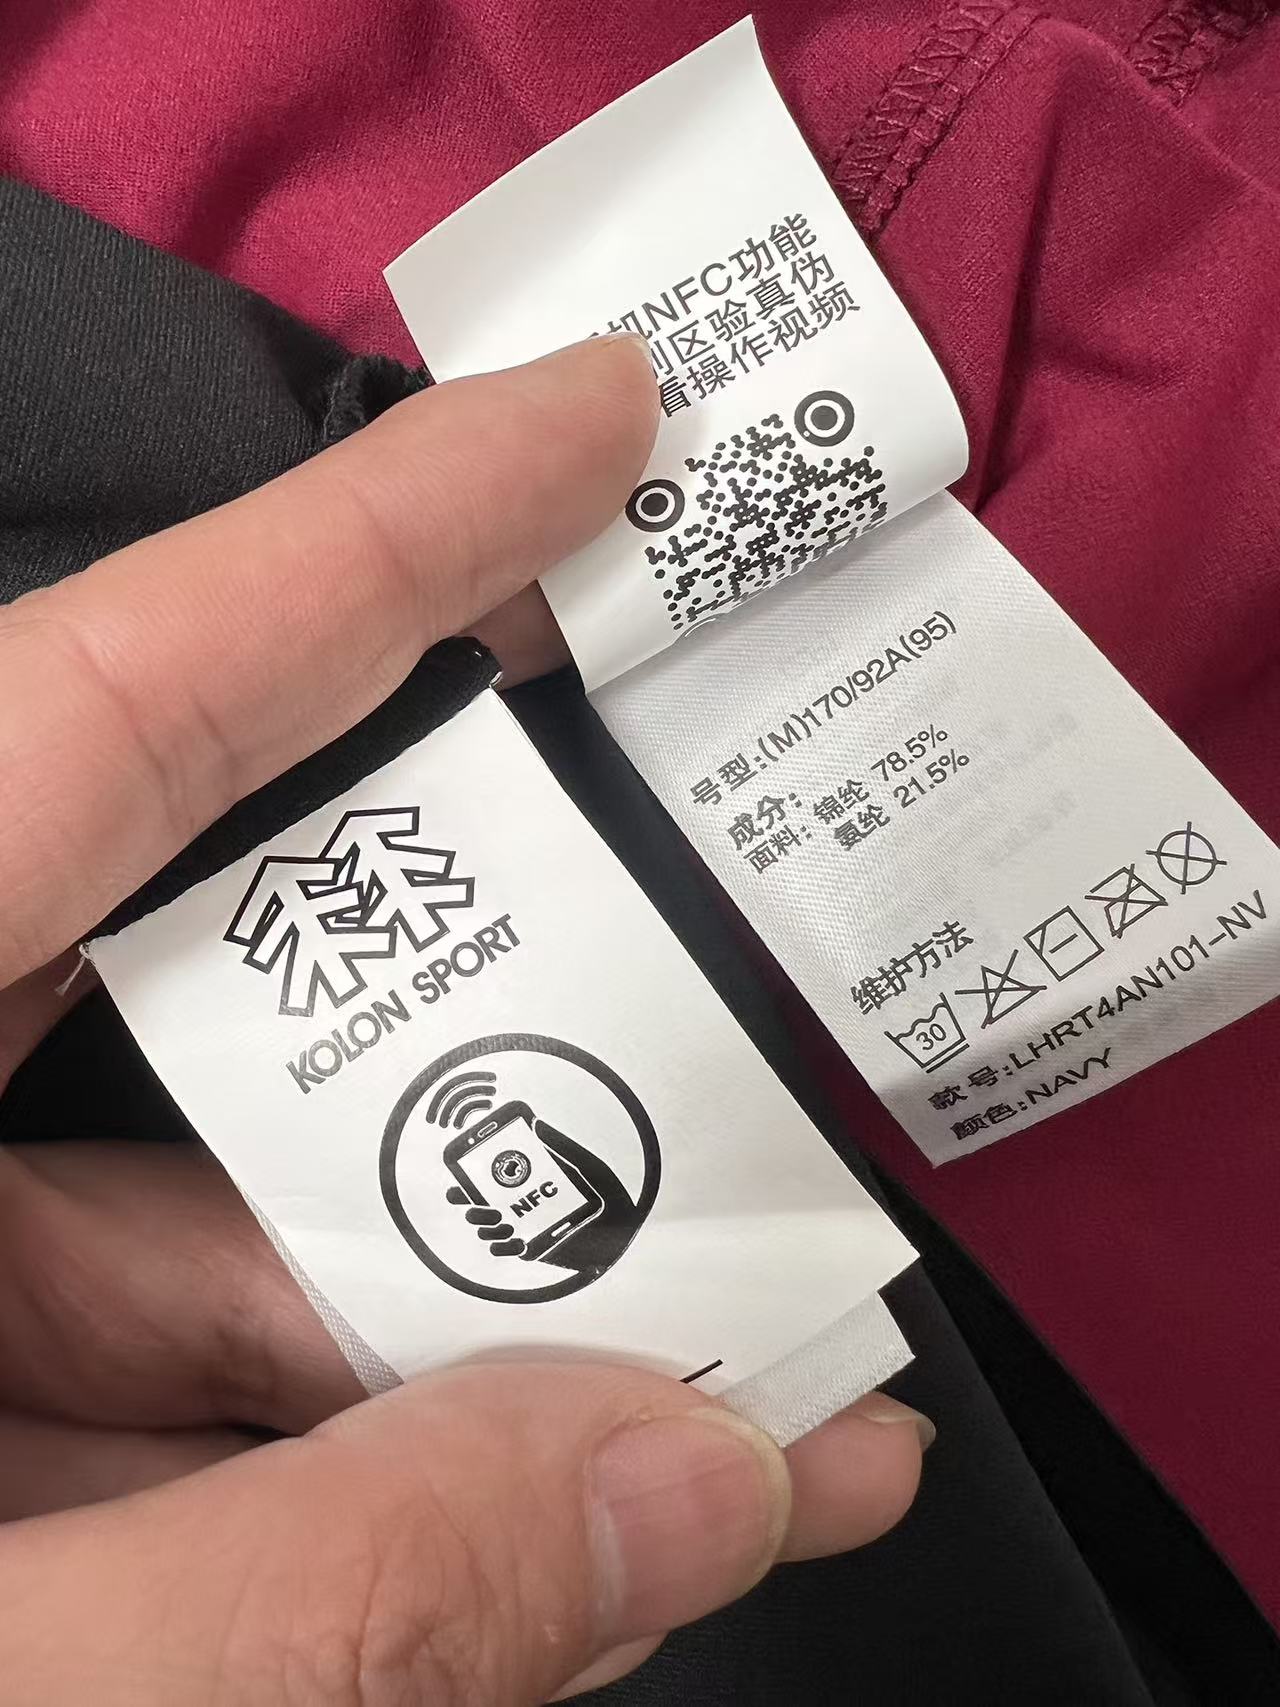 机NFC功能
区验真伪
看操作视频
号型:(M)170/92A(95)
成分:
面料: 锦纶 78.5%
氨纶 21.5%
维护方法
30
款号:LHRT4AN101-NV
颜色:NAVY
KOLON SPORT
NFC